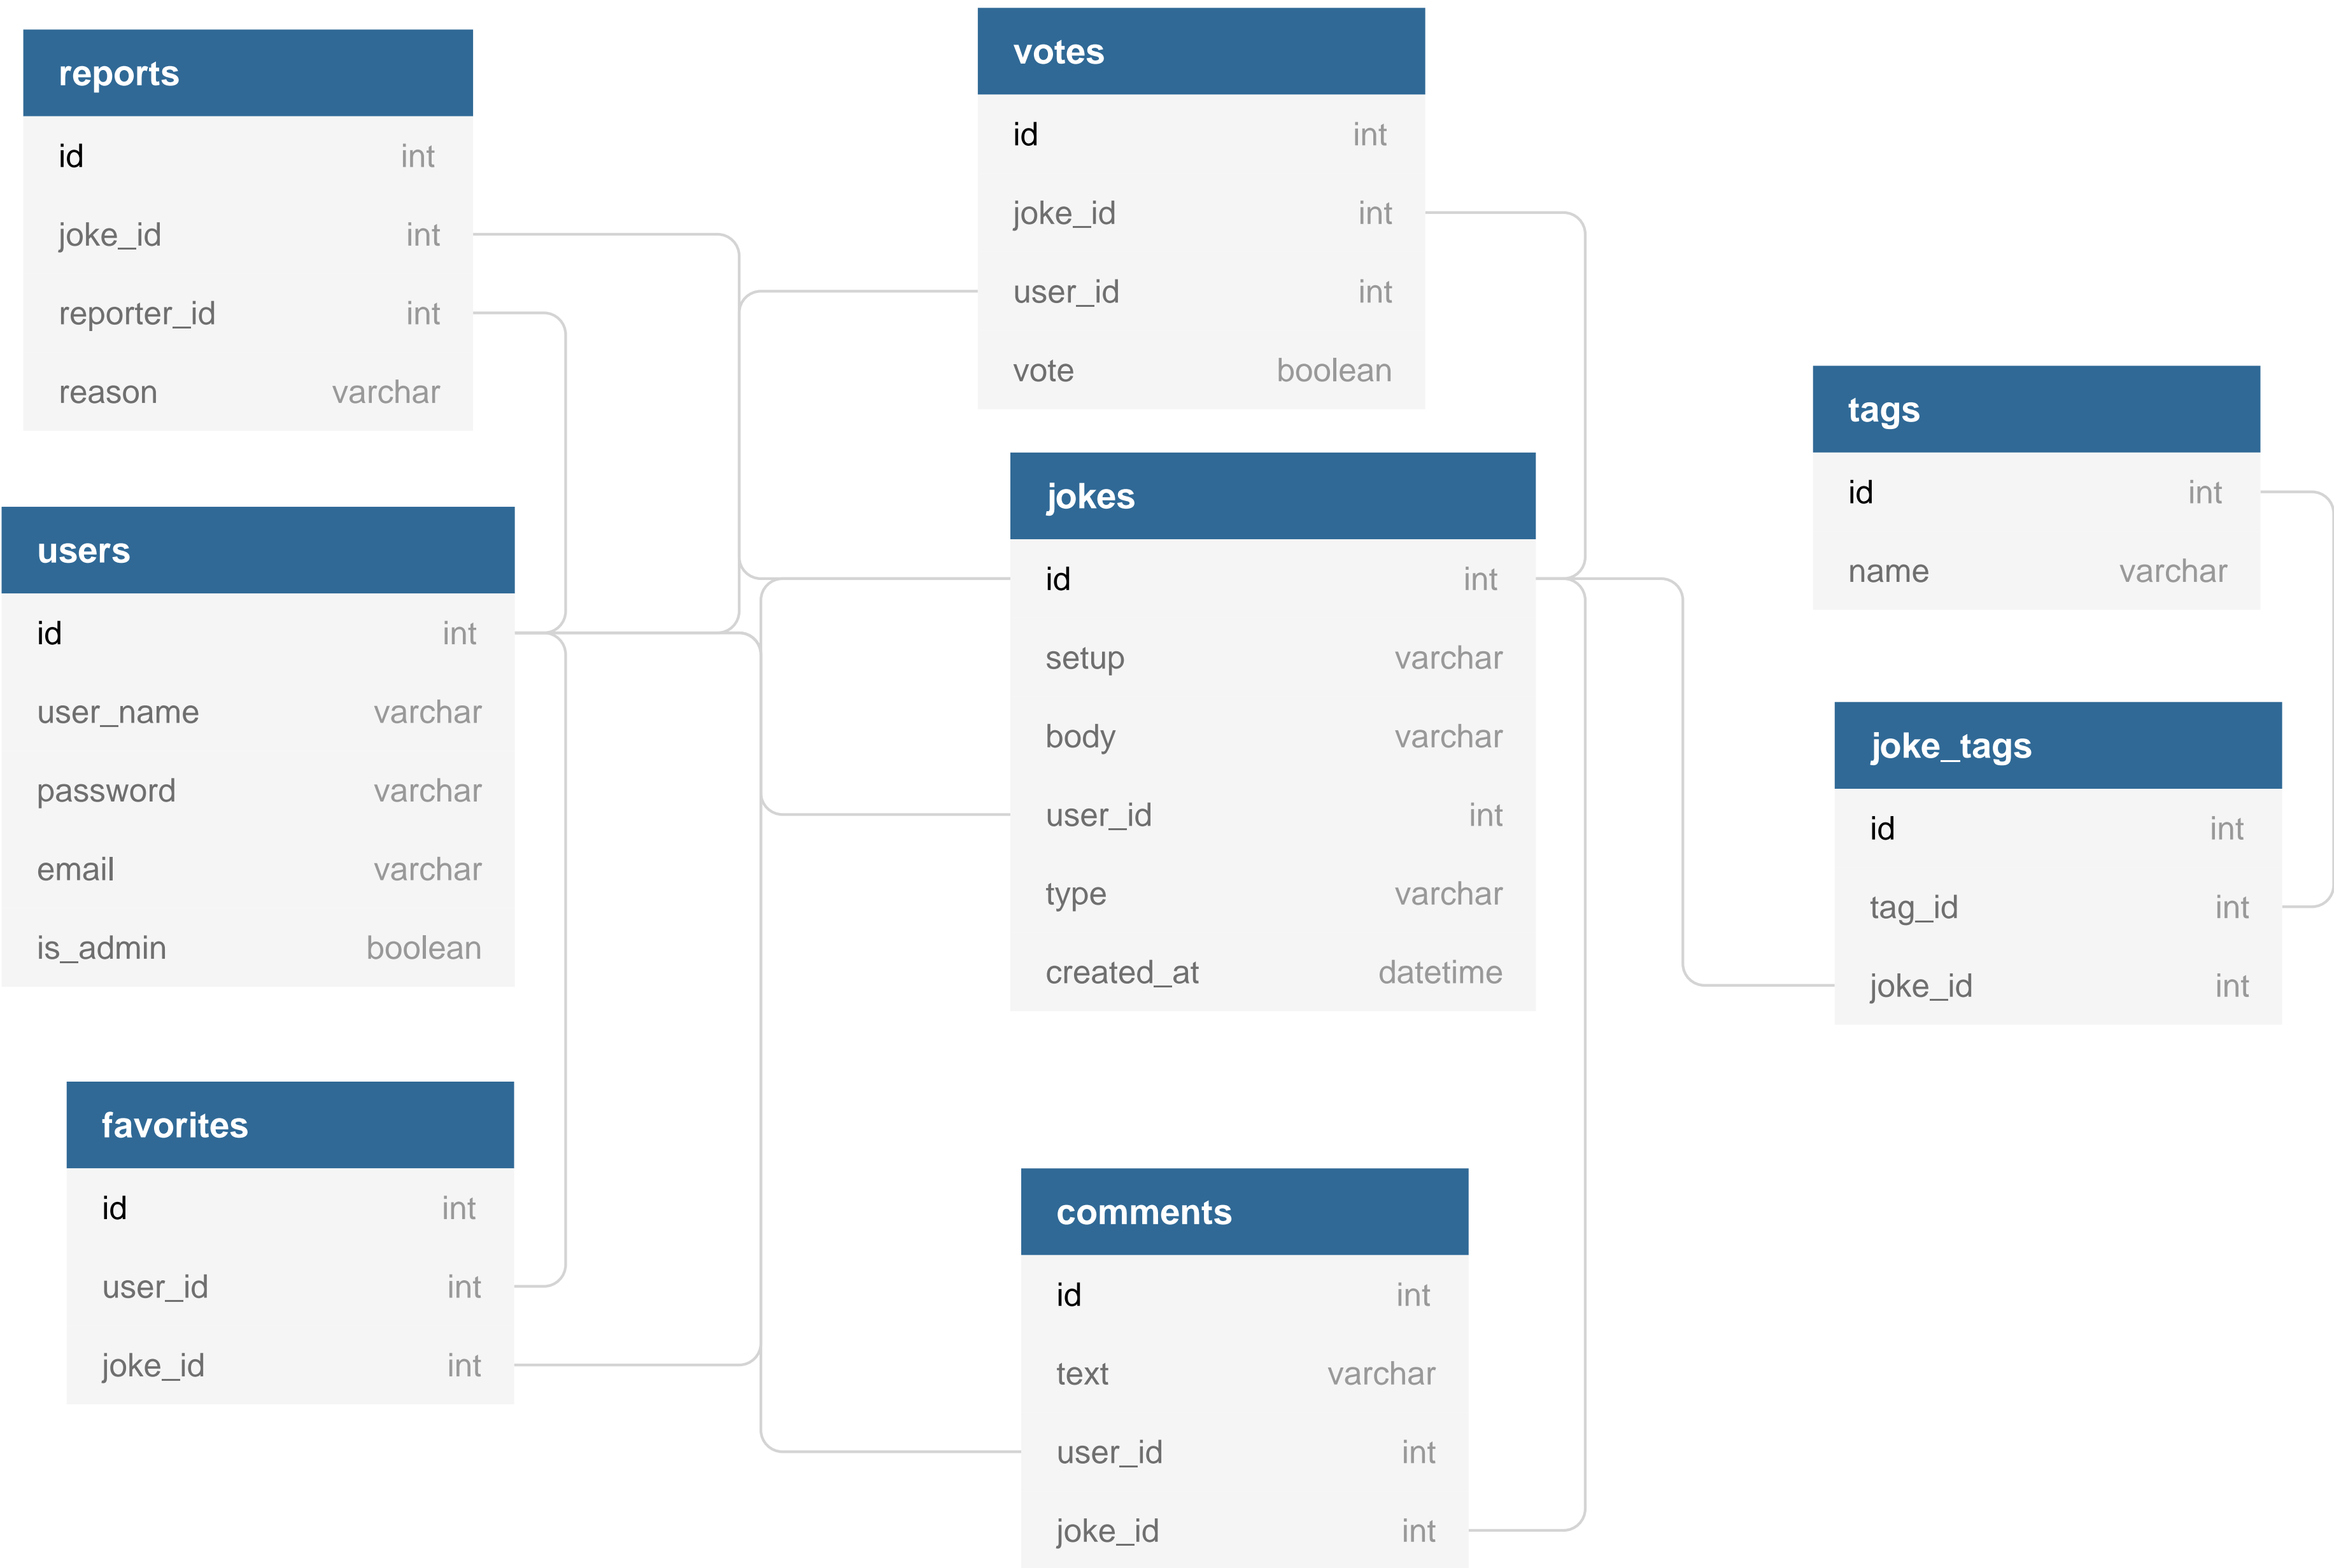 reports
id int
joke_id int
reporter_id int
reason varchar
votes
id int
joke_id int
user_id int
vote boolean
tags
id int
name varchar
users
id int
user_name varchar
password varchar
email varchar
is_admin boolean
jokes
id int
setup varchar
body varchar
user_id int
type varchar
created_at datetime
joke_tags
id int
tag_id int
joke_id int
favorites
id int
user_id int
joke_id int
comments
id int
text varchar
user_id int
joke_id int